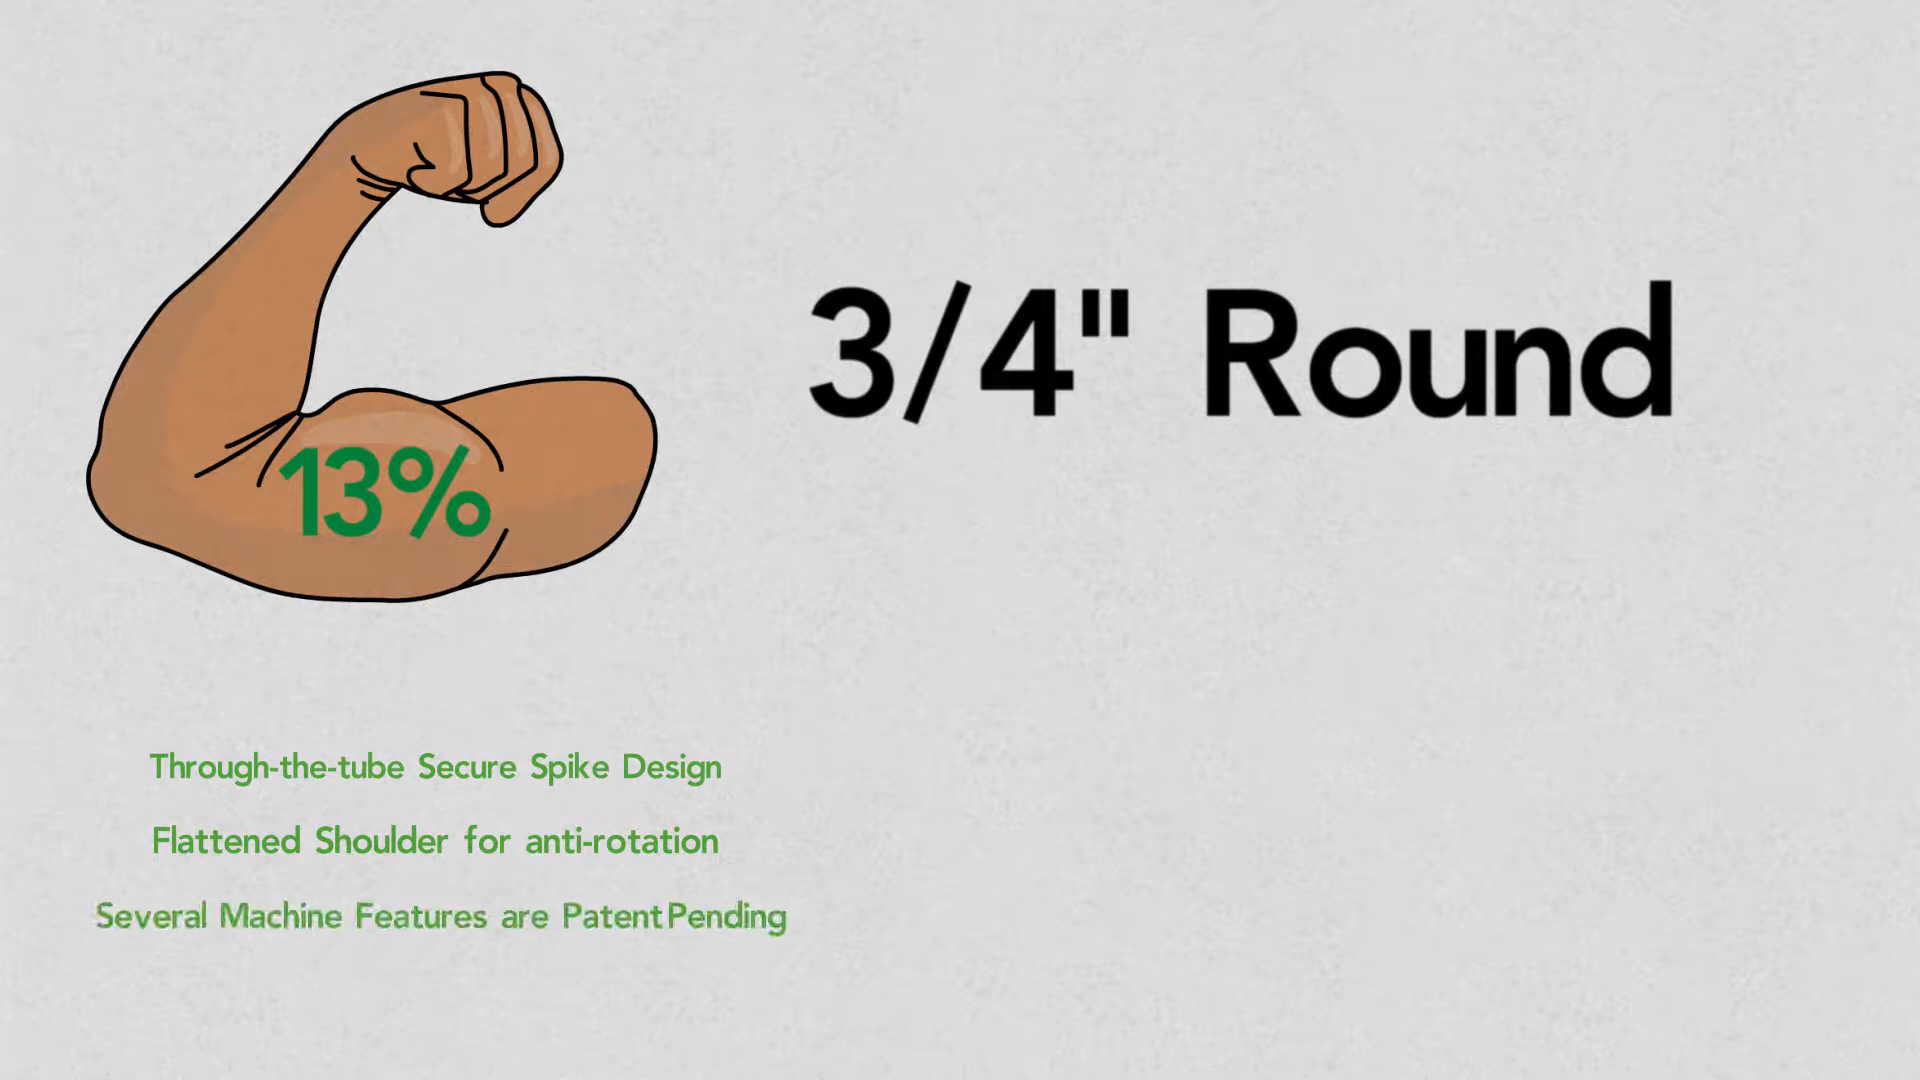 3/4" Round
13%
Through-the-tube Secure Spike Design
Flattened Shoulder for anti-rotation
Several Machine Features are Patent Pending